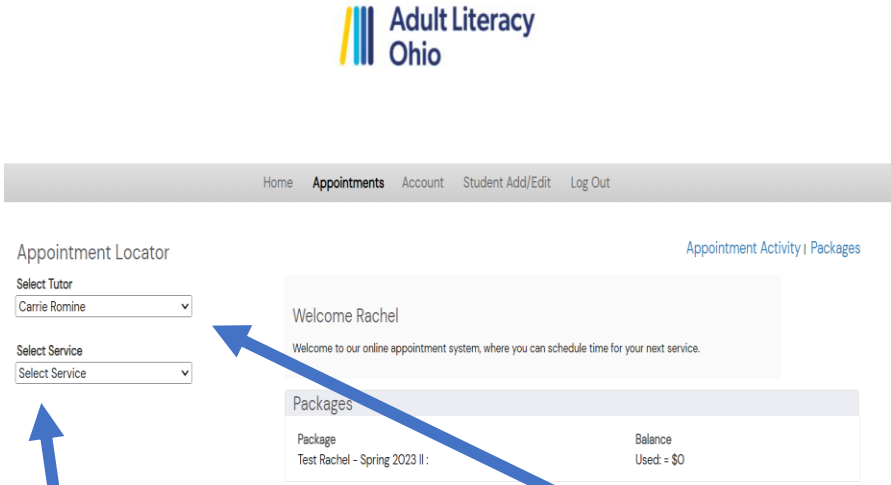 Adult Literacy
Ohio
Home Appointments Account Student Add/Edit Log Out
Appointment Locator
Appointment Activity | Packages
Select Tutor
Carrie Romine
Select Service
Select Service
Welcome Rachel
Welcome to our online appointment system, where you can schedule time for your next service.
Packages
Package Balance
Test Rachel - Spring 2023 II : Used: = $0